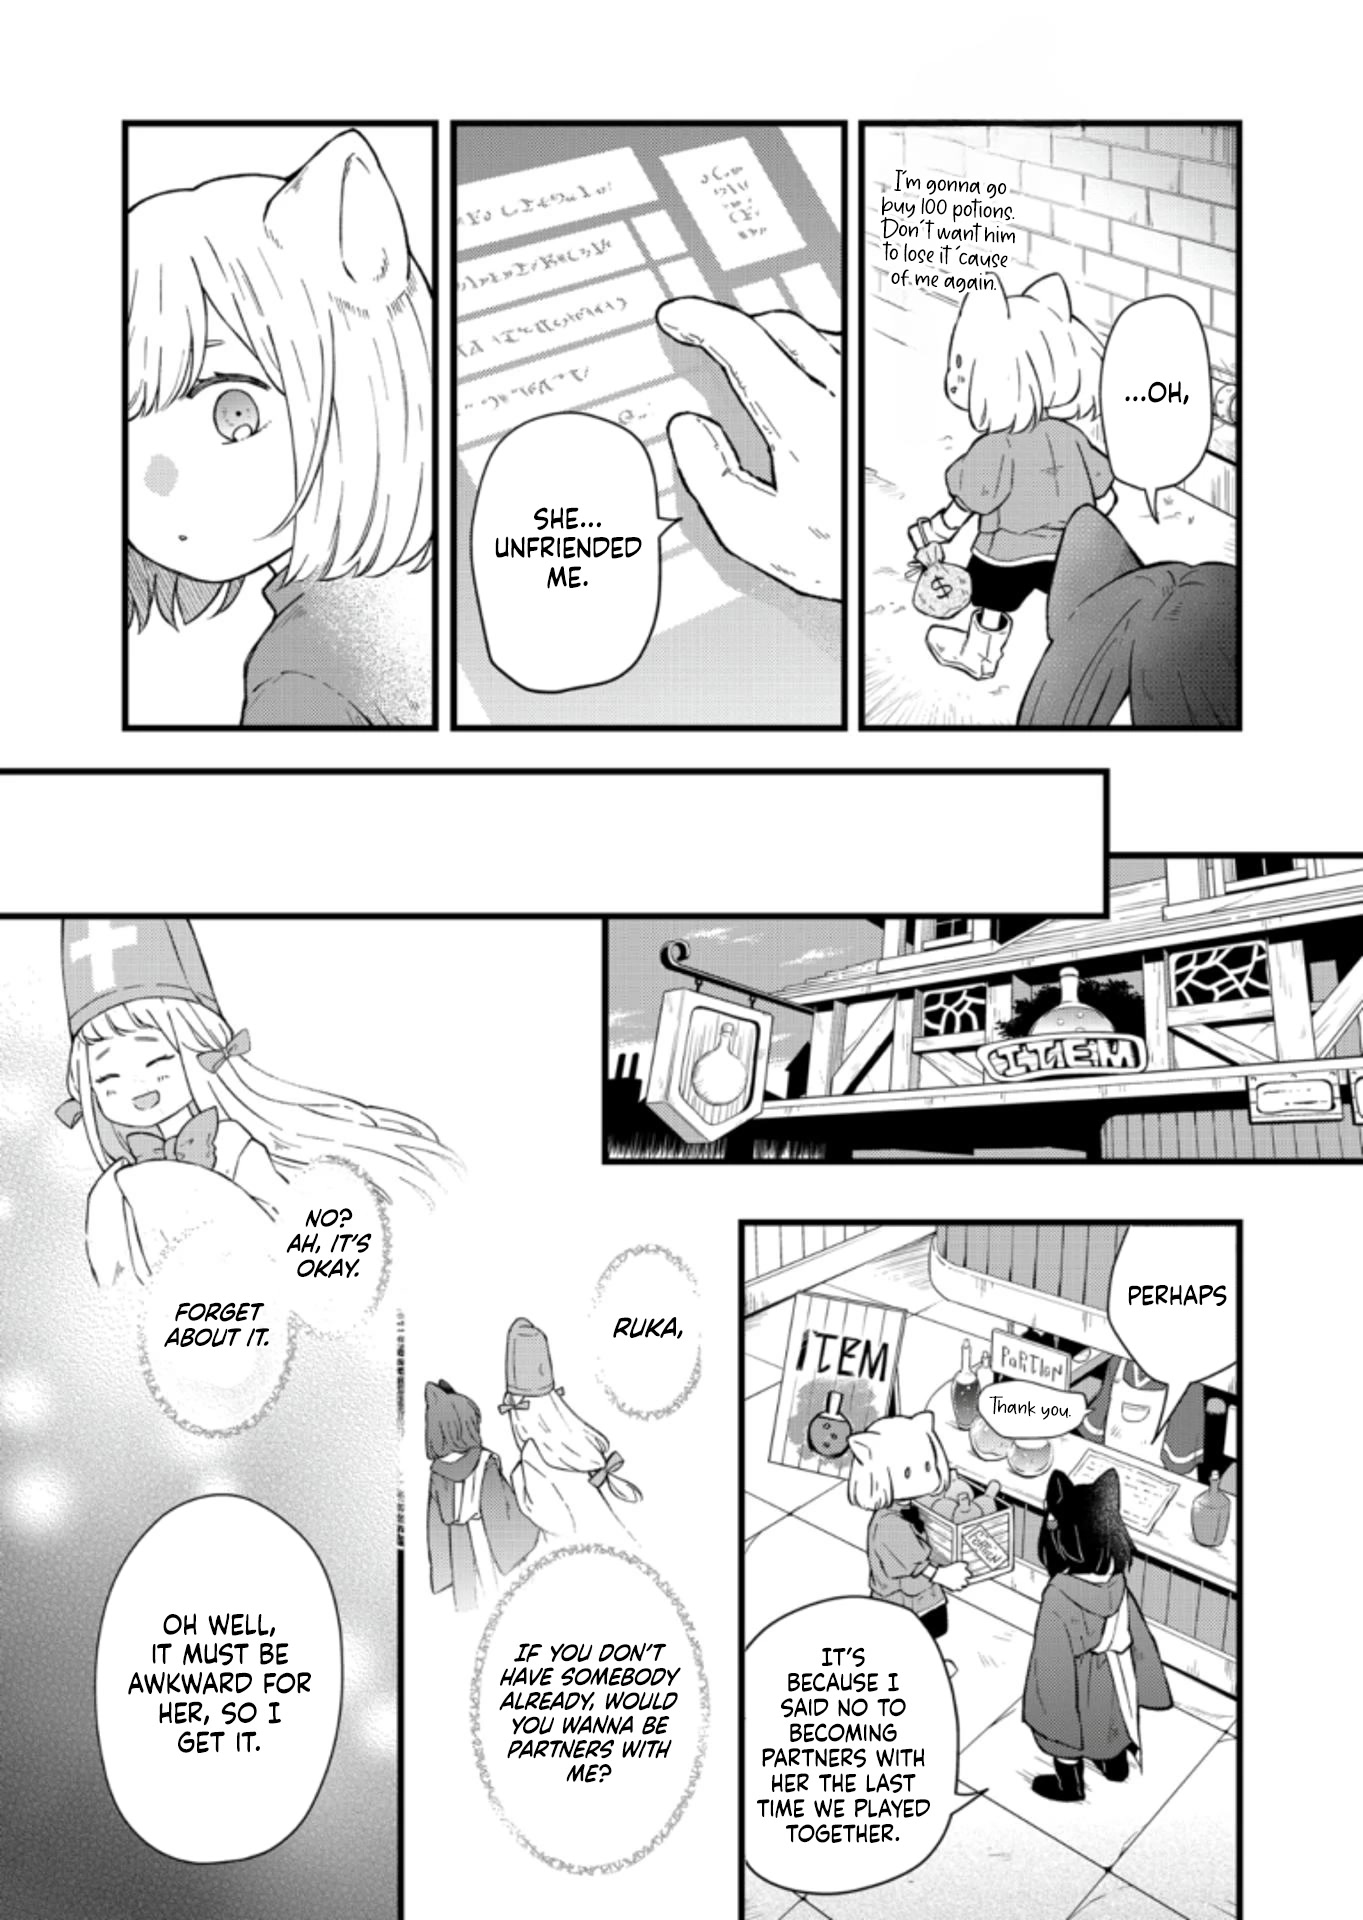 I'm gonna go
buy 100 potions.
Don't want him
to lose it 'cause
of me again.
...OH,
SHE...
UNFRIENDED
ME.
ITEM
PERHAPS
ITEM
PORTION
Thank you.
PORTION
IT'S
BECAUSE I
SAID NO TO
BECOMING
PARTNERS WITH
HER THE LAST
TIME WE PLAYED
TOGETHER.
RUKA,
IF YOU DON'T
HAVE SOMEBODY
ALREADY, WOULD
YOU WANNA BE
PARTNERS WITH
ME?
NO?
AH, IT'S
OKAY.
FORGET
ABOUT IT.
OH WELL,
IT MUST BE
AWKWARD FOR
HER, SO I
GET IT.